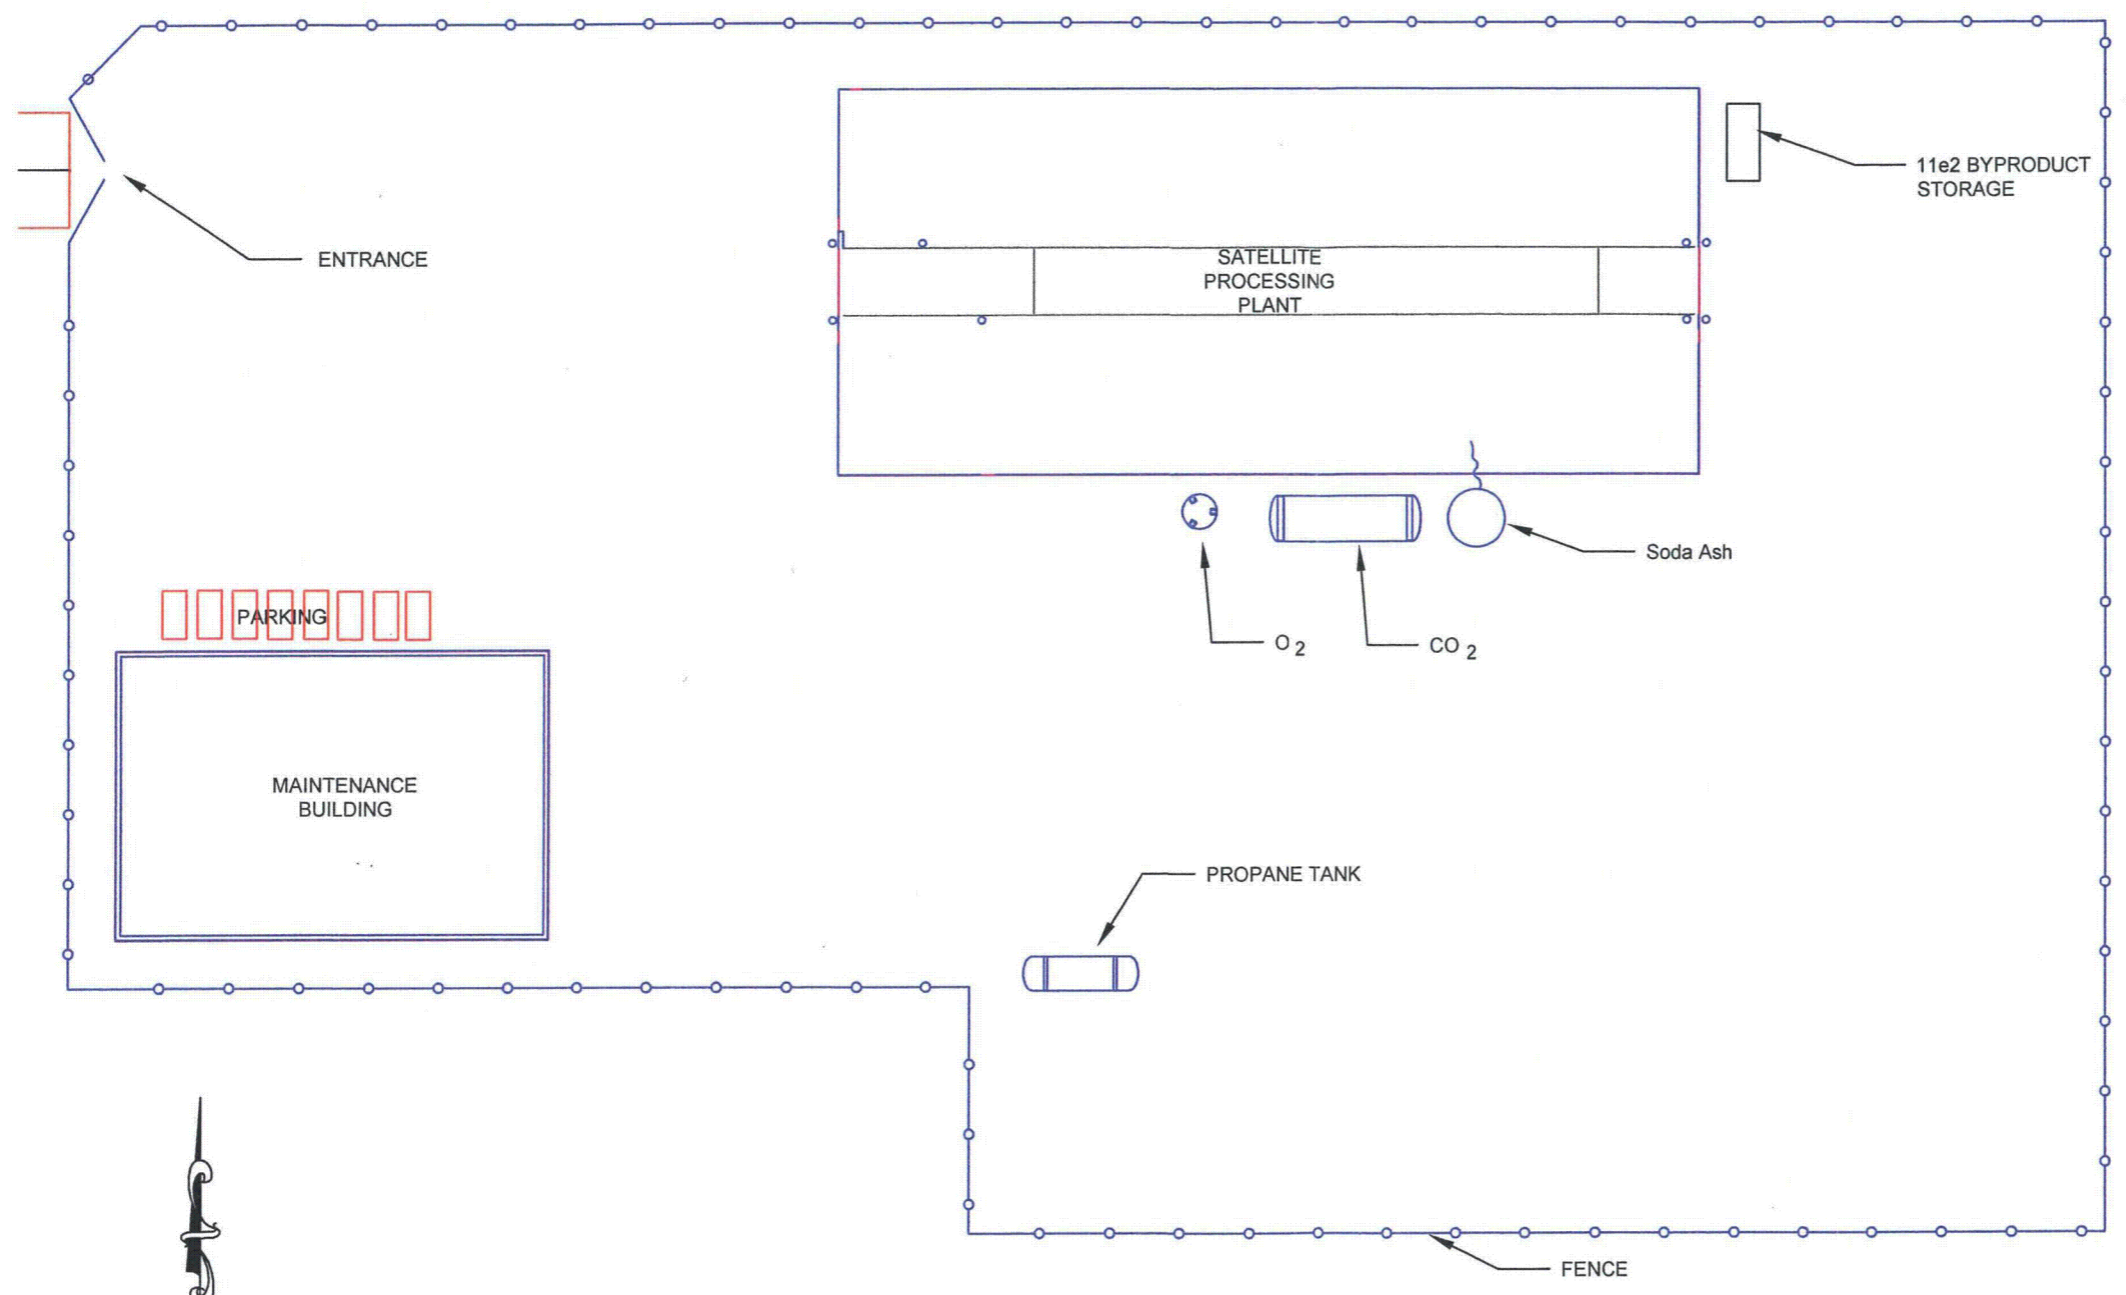 11e2 BYPRODUCT
STORAGE
ENTRANCE
SATELLITE
PROCESSING
PLANT
Soda Ash
PARKING
O 2
CO 2
MAINTENANCE
BUILDING
PROPANE TANK
FENCE